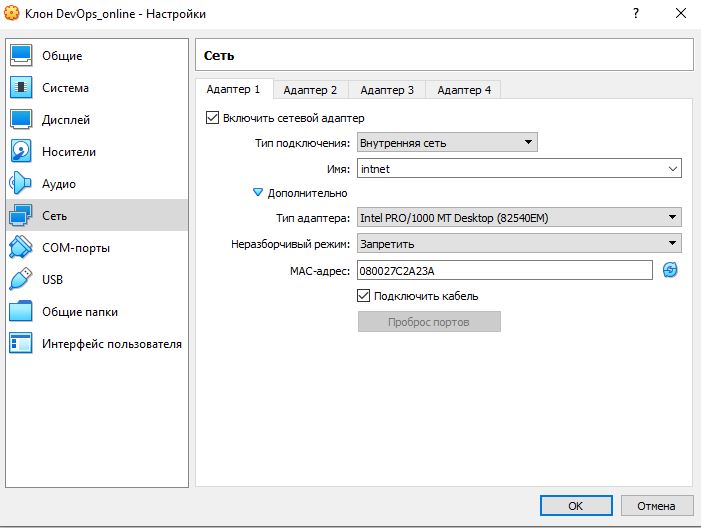 Клон DevOps_online - Настройки
Общие
Система
Дисплей
Носители
Аудио
Сеть
COM-порты
USB
Общие папки
Интерфейс пользователя
Сеть
Адаптер 1 Адаптер 2 Адаптер 3 Адаптер 4
Включить сетевой адаптер
Тип подключения: Внутренняя сеть
Имя: intnet
Дополнительно
Тип адаптера: Intel PRO/1000 MT Desktop (82540EM)
Неразборчивый режим: Запретить
MAC-адрес: 080027C2A23A
Подключить кабель
Проброс портов
OK Отмена